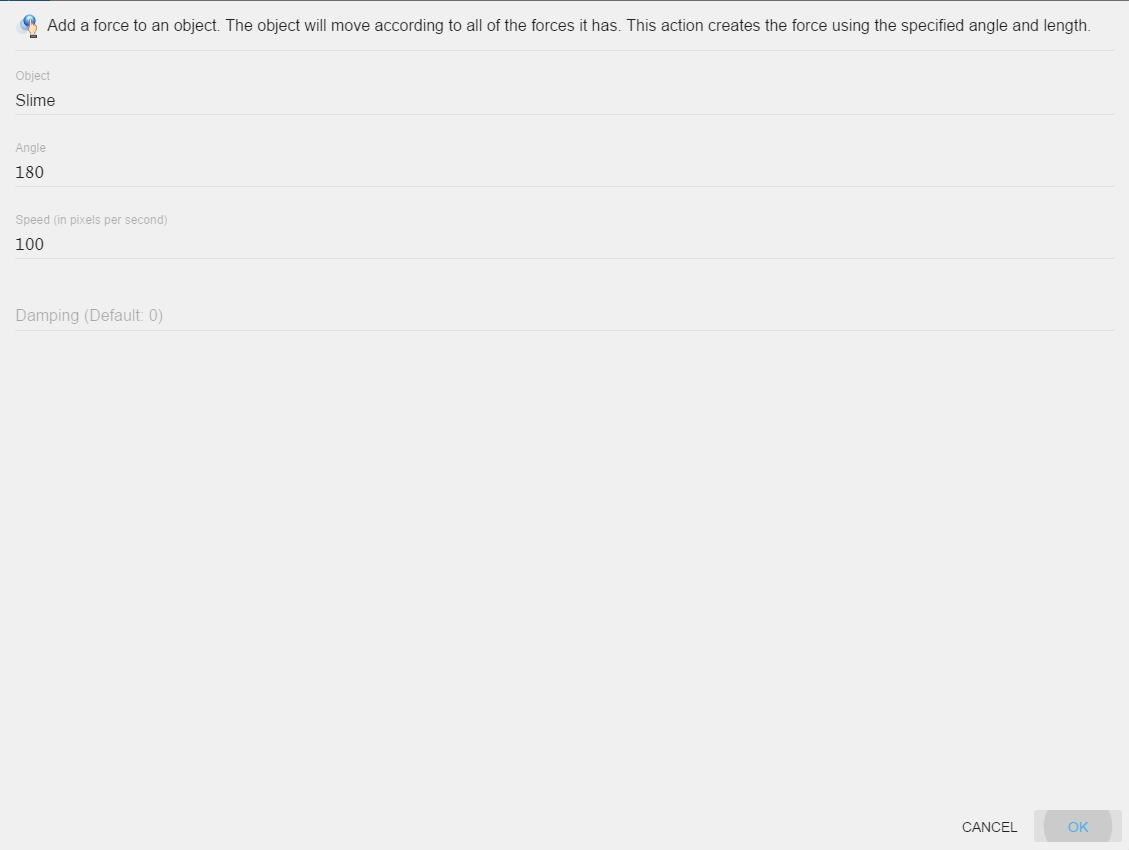 Add a force to an object. The object will move according to all of the forces it has. This action creates the force using the specified angle and length.
Object
Slime
Angle
180
Speed (in pixels per second)
100
Damping (Default: 0)
CANCEL OK